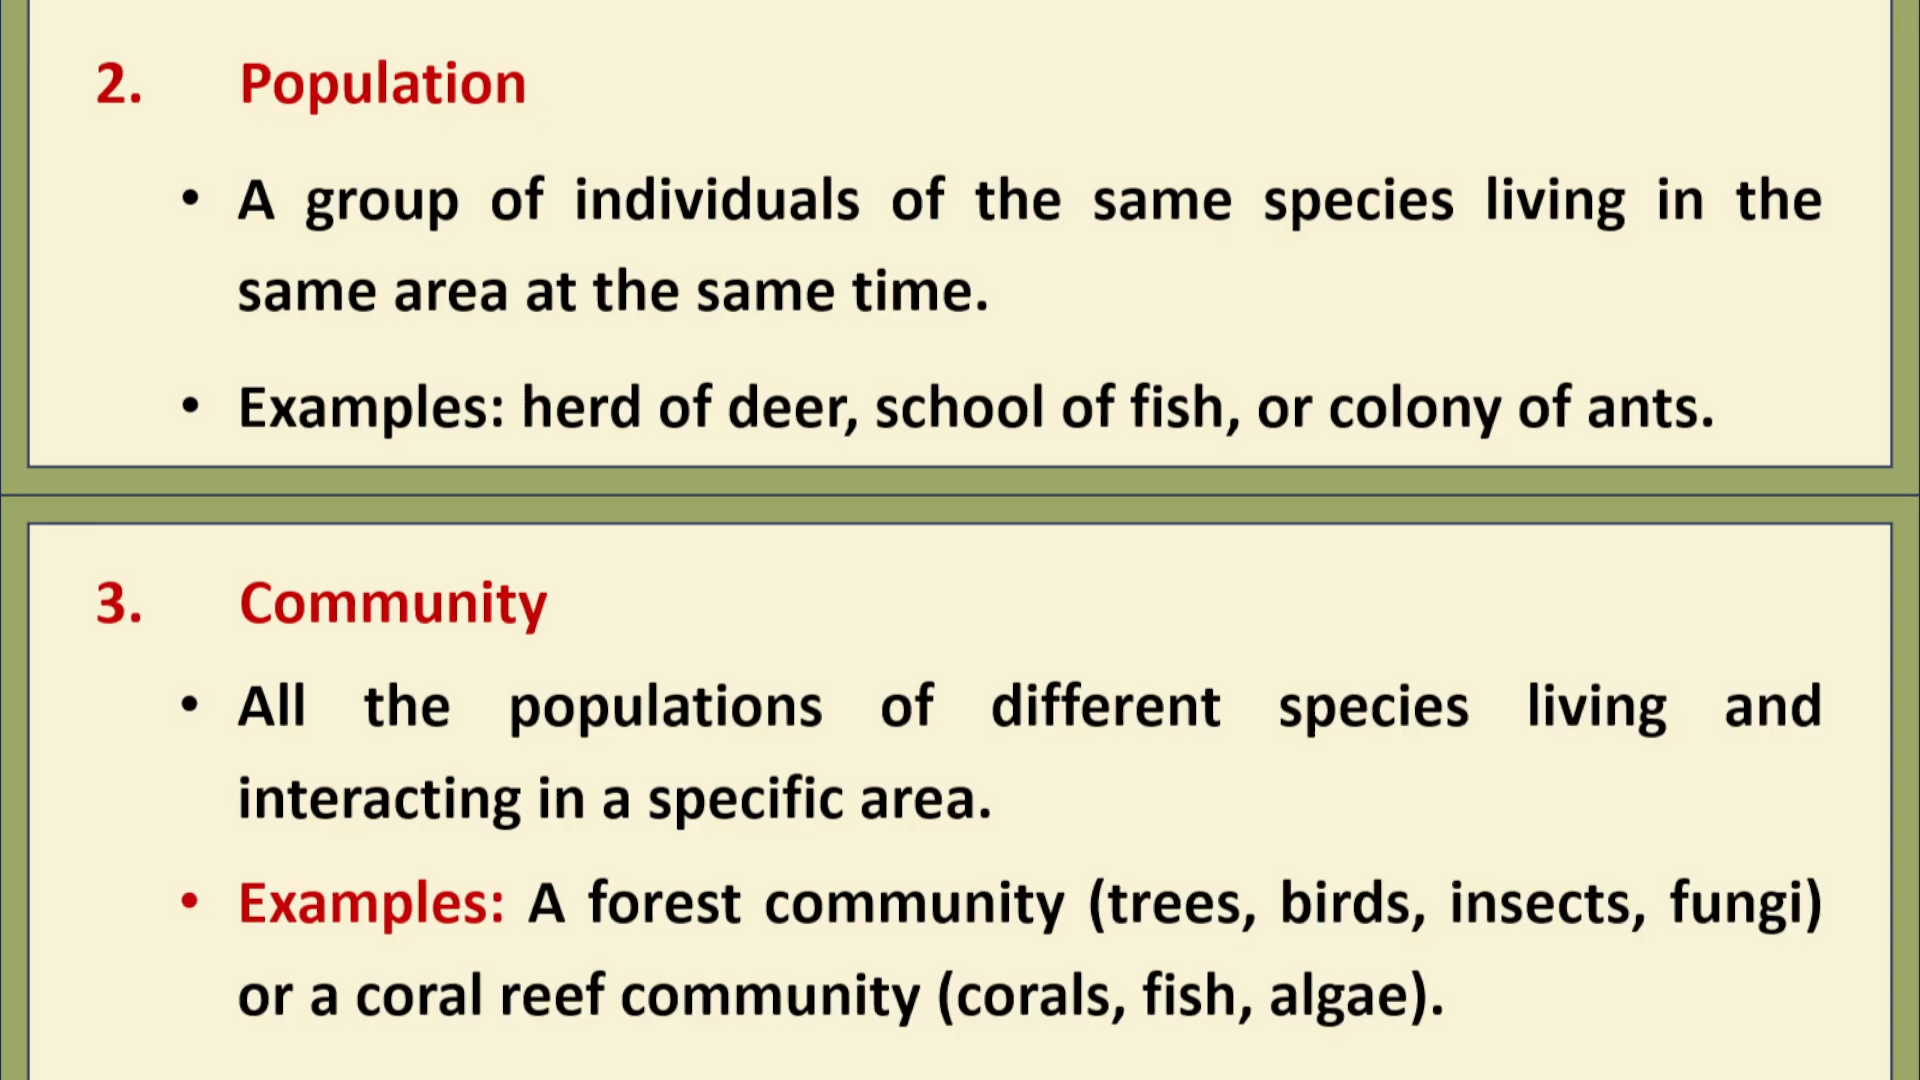 2. Population
• A group of individuals of the same species living in the
same area at the same time.
• Examples: herd of deer, school of fish, or colony of ants.
3. Community
• All the populations of different species living and
interacting in a specific area.
• Examples: A forest community (trees, birds, insects, fungi)
or a coral reef community (corals, fish, algae).